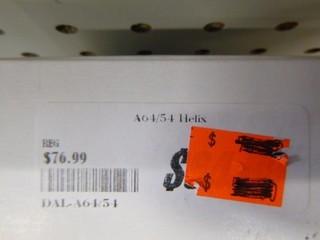 A64/54 Helix
REG
$76.99
$
$
$
DAL-A64/54